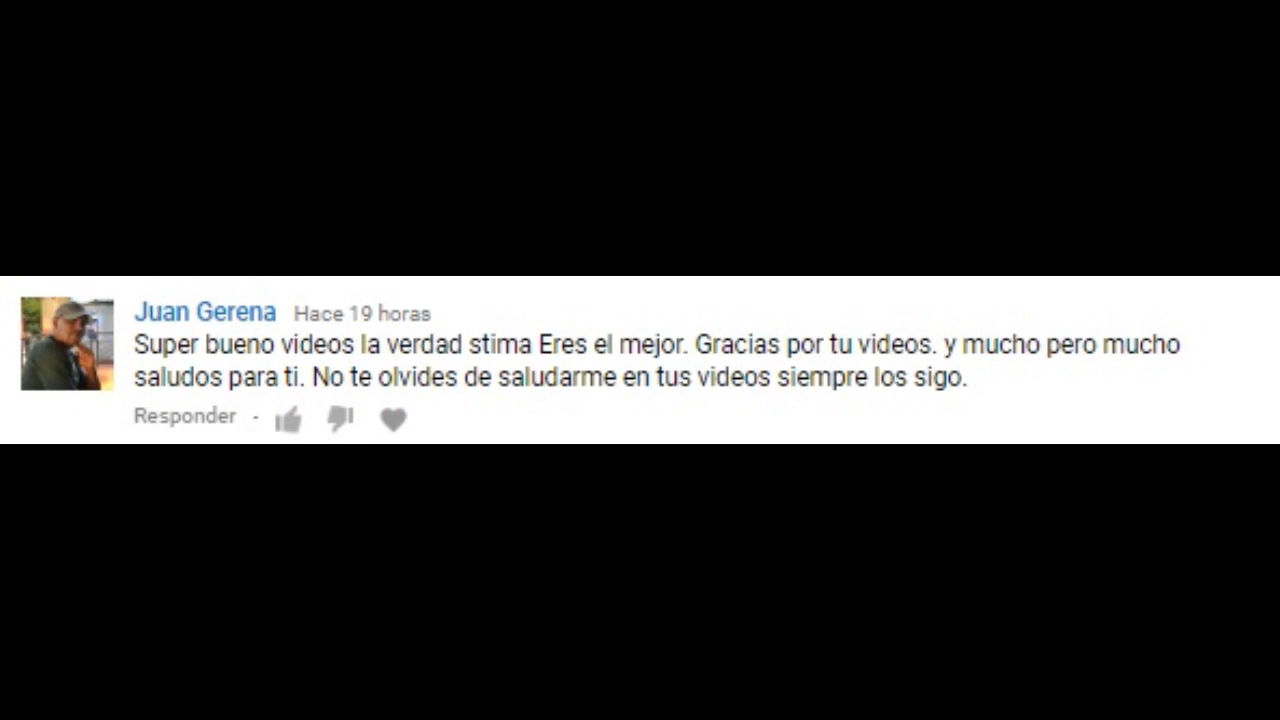 Juan Gerena Hace 19 horas
Super bueno videos la verdad stima Eres el mejor. Gracias por tu videos. y mucho pero mucho
saludos para ti. No te olvides de saludarme en tus videos siempre los sigo.
Responder ·